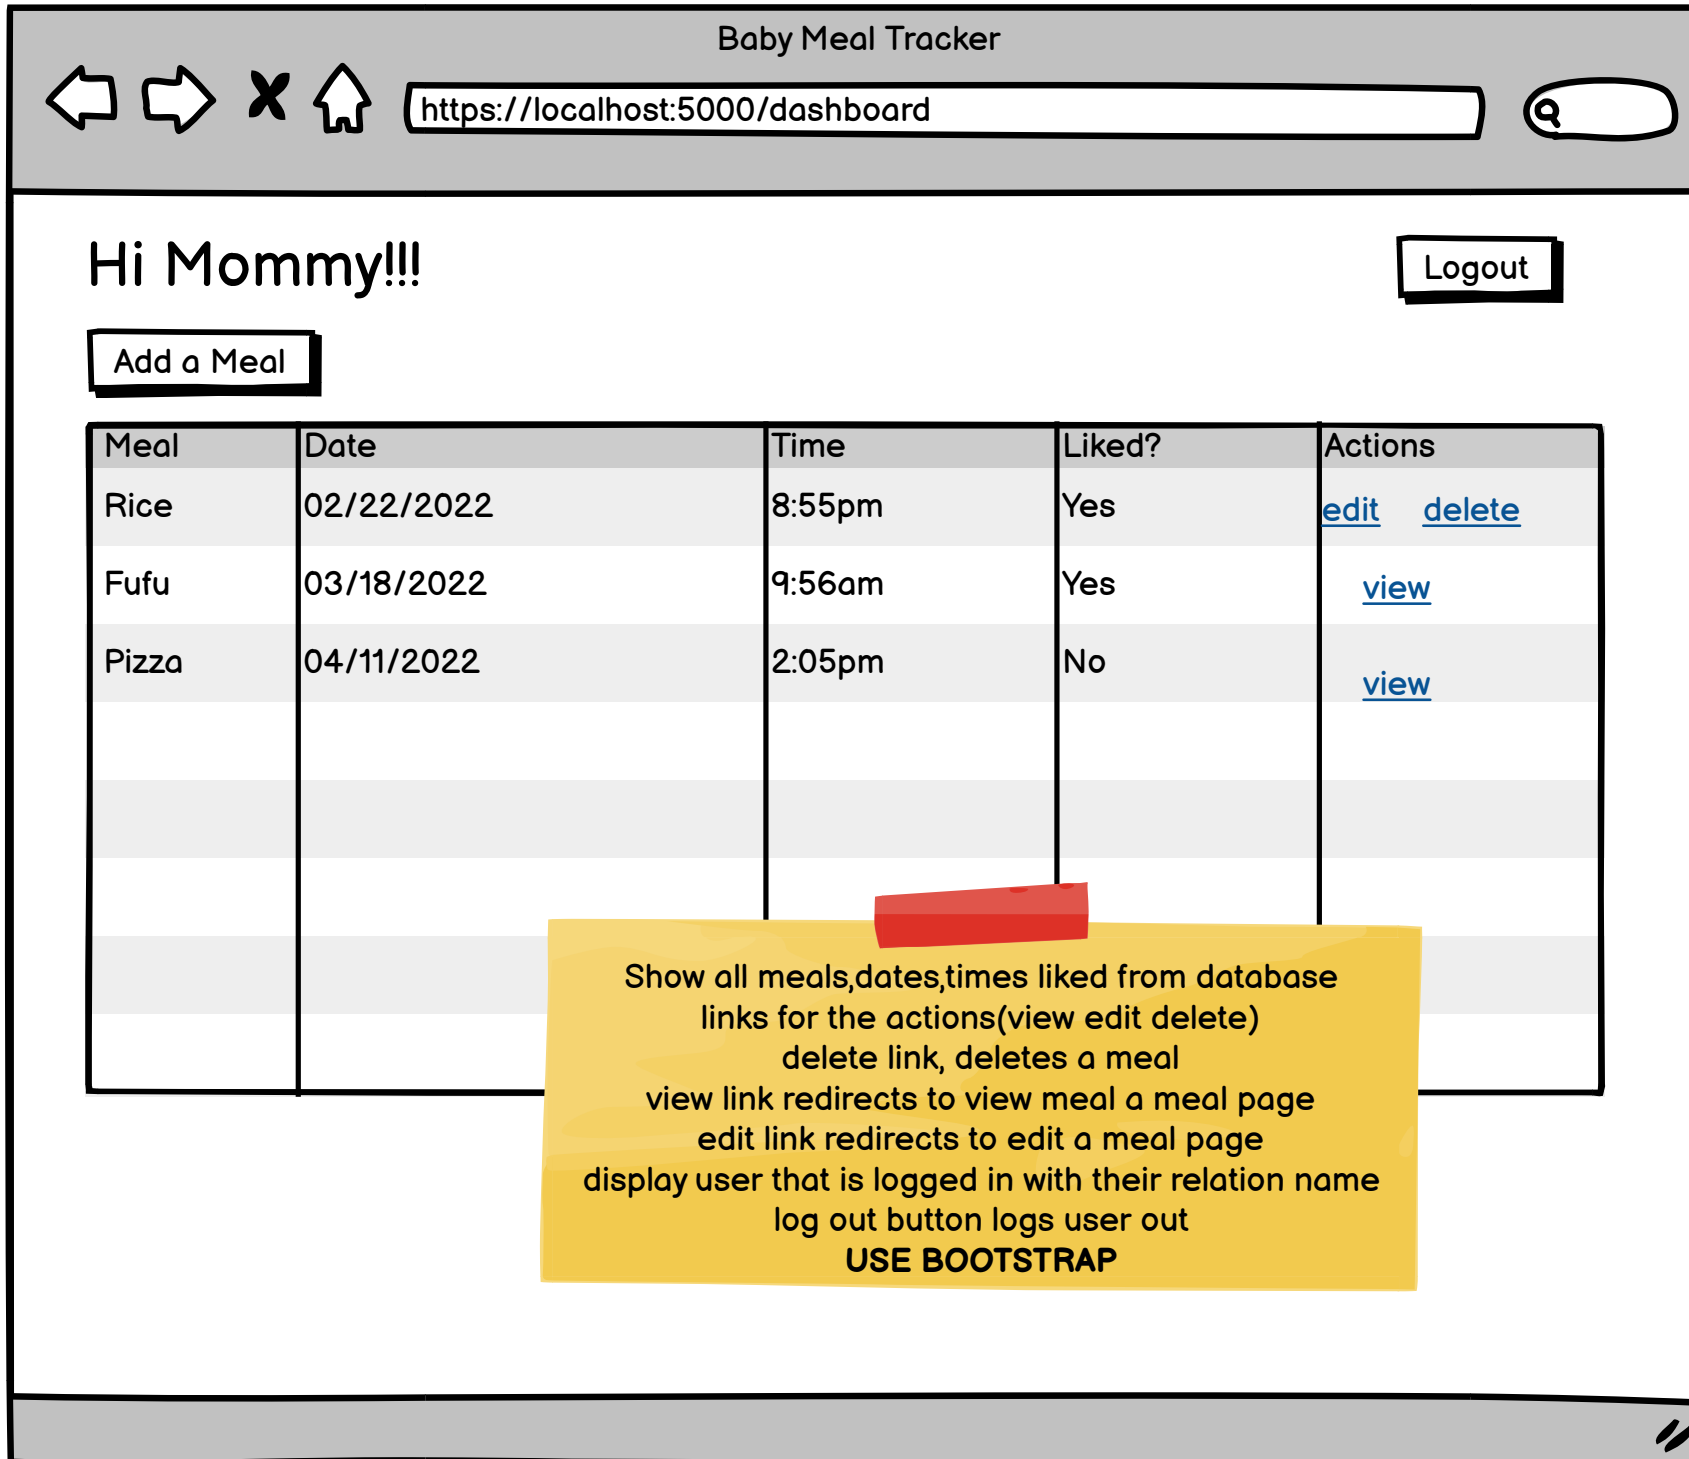 Baby Meal Tracker
https://localhost:5000/dashboard
Hi Mommy!!!
Logout
Add a Meal
Meal Date Time Liked? Actions
Rice 02/22/2022 8:55pm Yes edit delete
Fufu 03/18/2022 9:56am Yes view
Pizza 04/11/2022 2:05pm No view
Show all meals,dates,times liked from database
links for the actions(view edit delete)
delete link, deletes a meal
view link redirects to view meal a meal page
edit link redirects to edit a meal page
display user that is logged in with their relation name
log out button logs user out
USE BOOTSTRAP